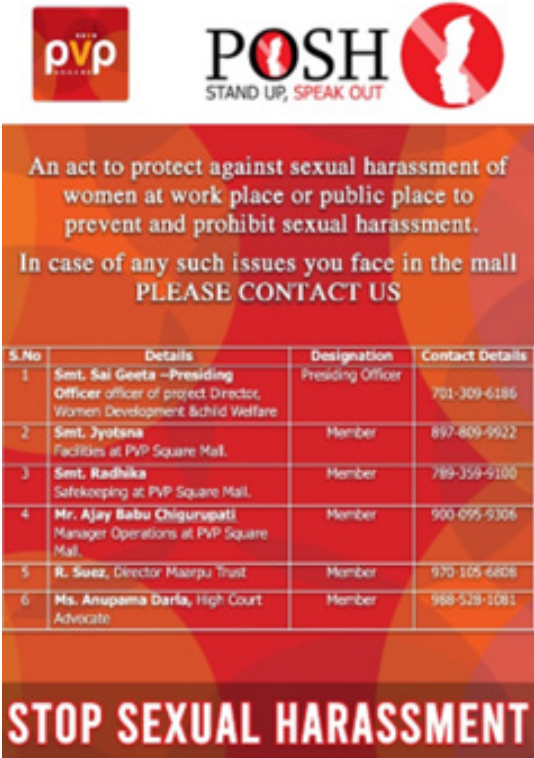 pvp
SQUARE
POSH
STAND UP, SPEAK OUT
An act to protect against sexual harassment of
women at work place or public place to
prevent and prohibit sexual harassment.
In case of any such issues you face in the mall
PLEASE CONTACT US
S.No Details Designation Contact Details
1 Smt. Sai Geeta –Presiding Presiding Officer
Officer officer of project Director, 701-309-6186
Women Development &child Welfare
2 Smt. Jyotsna Member 897-809-9922
Facilities at PVP Square Mall.
3 Smt. Radhika Member 789-359-9100
Safekeeping at PVP Square Mall.
4 Mr. Ajay Babu Chigurupati Member 900-095-9306
Manager Operations at PVP Square
Mall.
5 R. Suez, Director Maarpu Trust Member 970-105-6808
6 Ms. Anupama Darla, High Court Member 988-528-1081
Advocate
STOP SEXUAL HARASSMENT